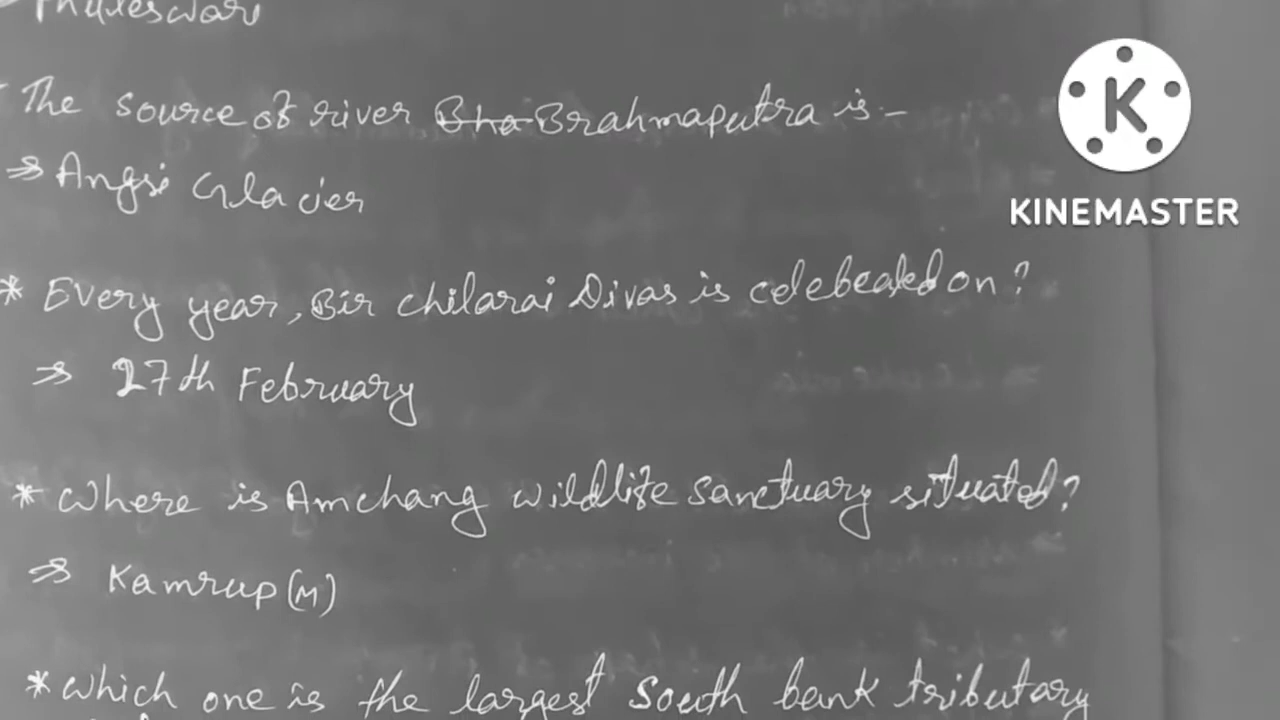 Phuleswari
The source of river Bha Brahmaputra is -
⇒ Angsi Glacier
* Every year, Bir Chilarai Divas is celebeated on?
⇒ 27th February
* Where is Amchang wildlife sanctuary situated?
⇒ Kamrup (M)
* Which one is the largest South bank tributary
K
KINEMASTER